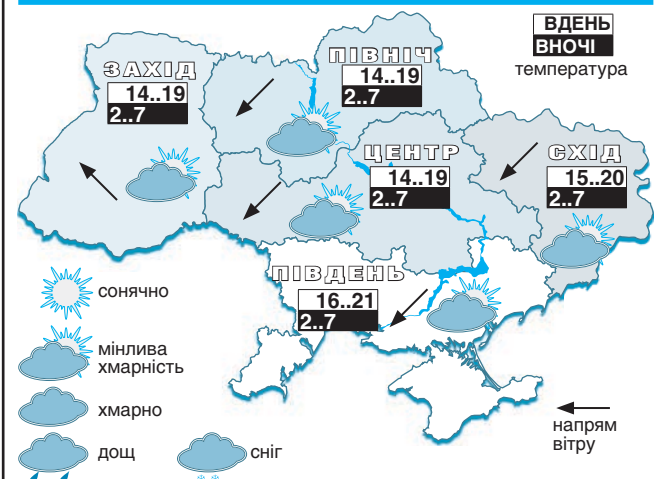 ВДЕНЬ
ВНОЧІ
температура
ПІВНІЧ
14..19
2..7
ЗАХІД
14..19
2..7
ЦЕНТР
14..19
2..7
СХІД
15..20
2..7
ПІВДЕНЬ
16..21
2..7
сонячно
мінлива
хмарність
хмарно
дощ
сніг
напрям
вітру